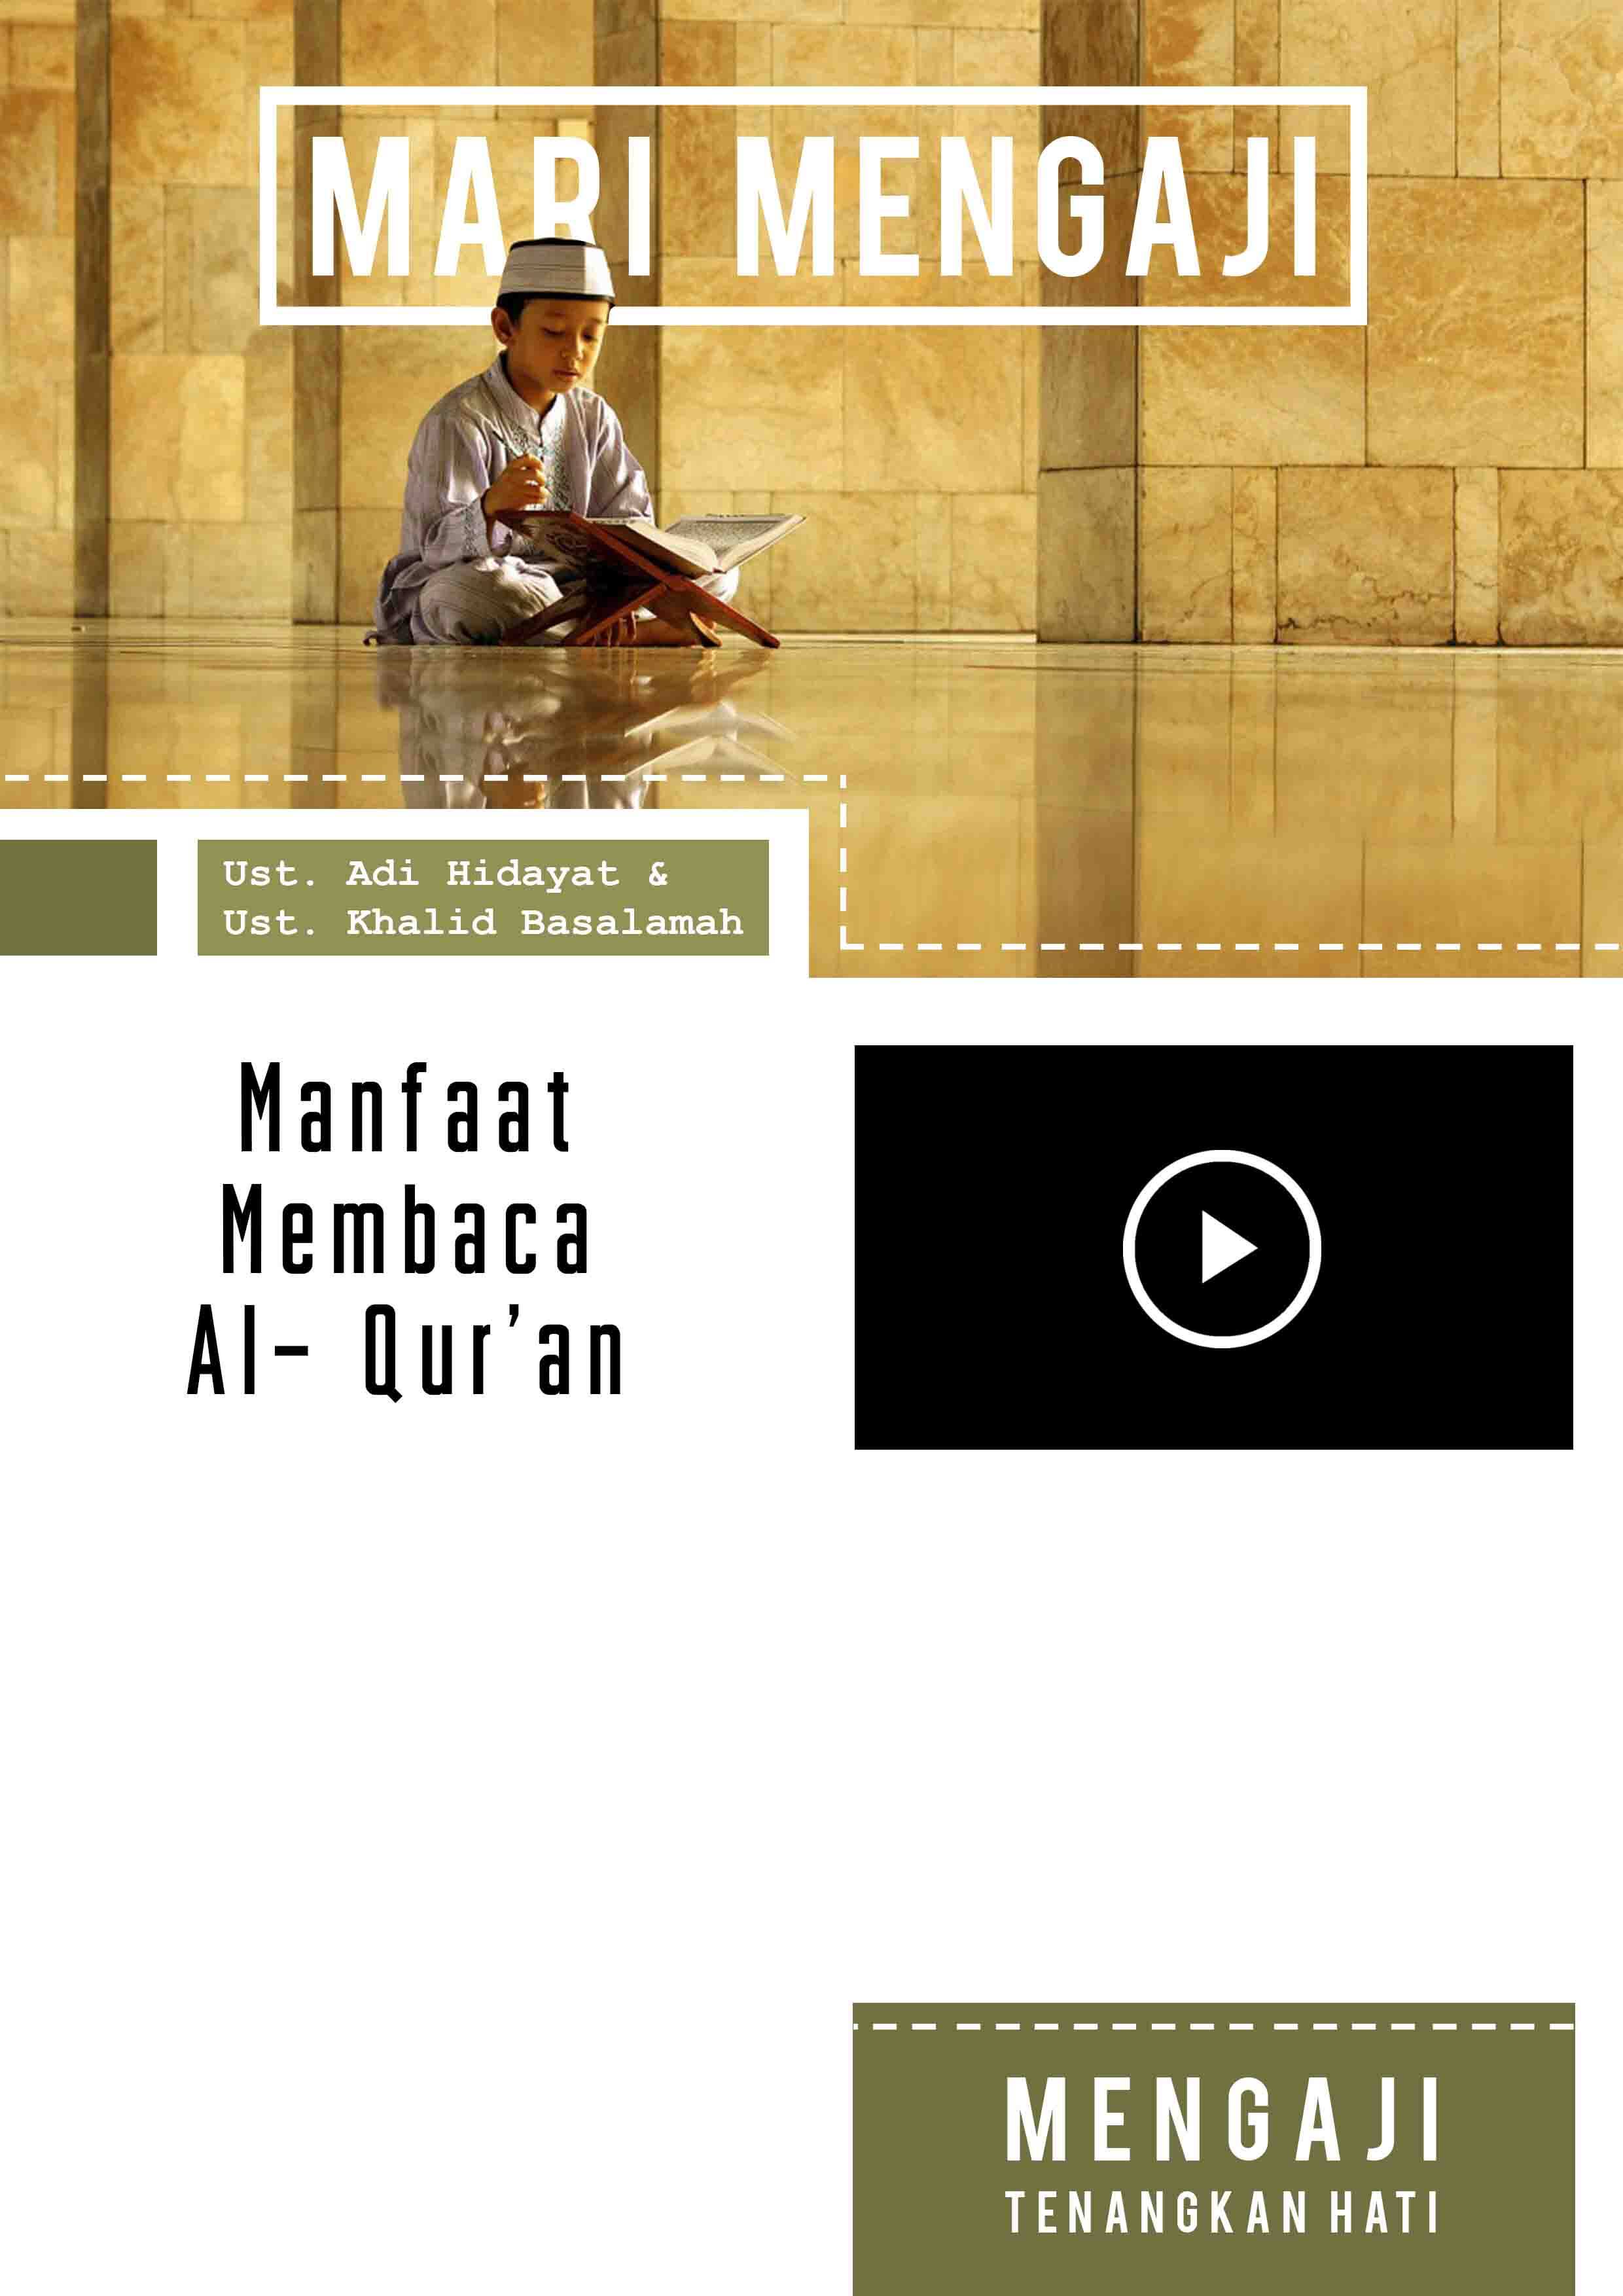 MARI MENGAJI
Ust. Adi Hidayat &
Ust. Khalid Basalamah
Manfaat
Membaca
Al- Qur’an
MENGAJI
TENANGKAN HATI